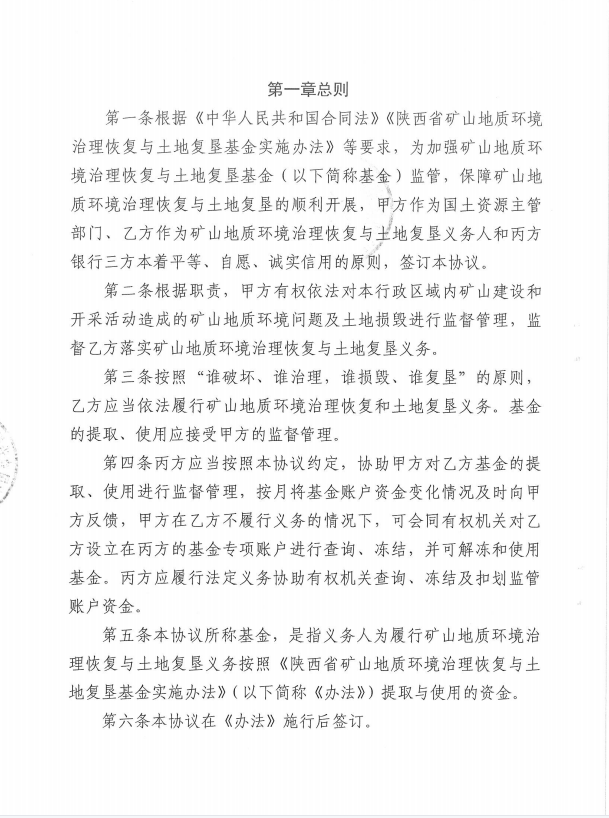 第一章总则
第一条根据《中华人民共和国合同法》《陕西省矿山地质环境
治理恢复与土地复垦基金实施办法》等要求，为加强矿山地质环
境治理恢复与土地复垦基金（以下简称基金）监管，保障矿山地
质环境治理恢复与土地复垦的顺利开展，甲方作为国土资源主管
部门、乙方作为矿山地质环境治理恢复与土地复垦义务人和丙方
银行三方本着平等、自愿、诚实信用的原则，签订本协议。
第二条根据职责，甲方有权依法对本行政区域内矿山建设和
开采活动造成的矿山地质环境问题及土地损毁进行监督管理，监
督乙方落实矿山地质环境治理恢复与土地复垦义务。
第三条按照“谁破坏、谁治理，谁损毁、谁复垦”的原则，
乙方应当依法履行矿山地质环境治理恢复和土地复垦义务。基金
的提取、使用应接受甲方的监督管理。
第四条丙方应当按照本协议约定，协助甲方对乙方基金的提
取、使用进行监督管理，按月将基金账户资金变化情况及时向甲
方反馈，甲方在乙方不履行义务的情况下，可会同有权机关对乙
方设立在丙方的基金专项账户进行查询、冻结，并可解冻和使用
基金。丙方应履行法定义务协助有权机关查询、冻结及扣划监管
账户资金。
第五条本协议所称基金，是指义务人为履行矿山地质环境治
理恢复与土地复垦义务按照《陕西省矿山地质环境治理恢复与土
地复垦基金实施办法》（以下简称《办法》）提取与使用的资金。
第六条本协议在《办法》施行后签订。